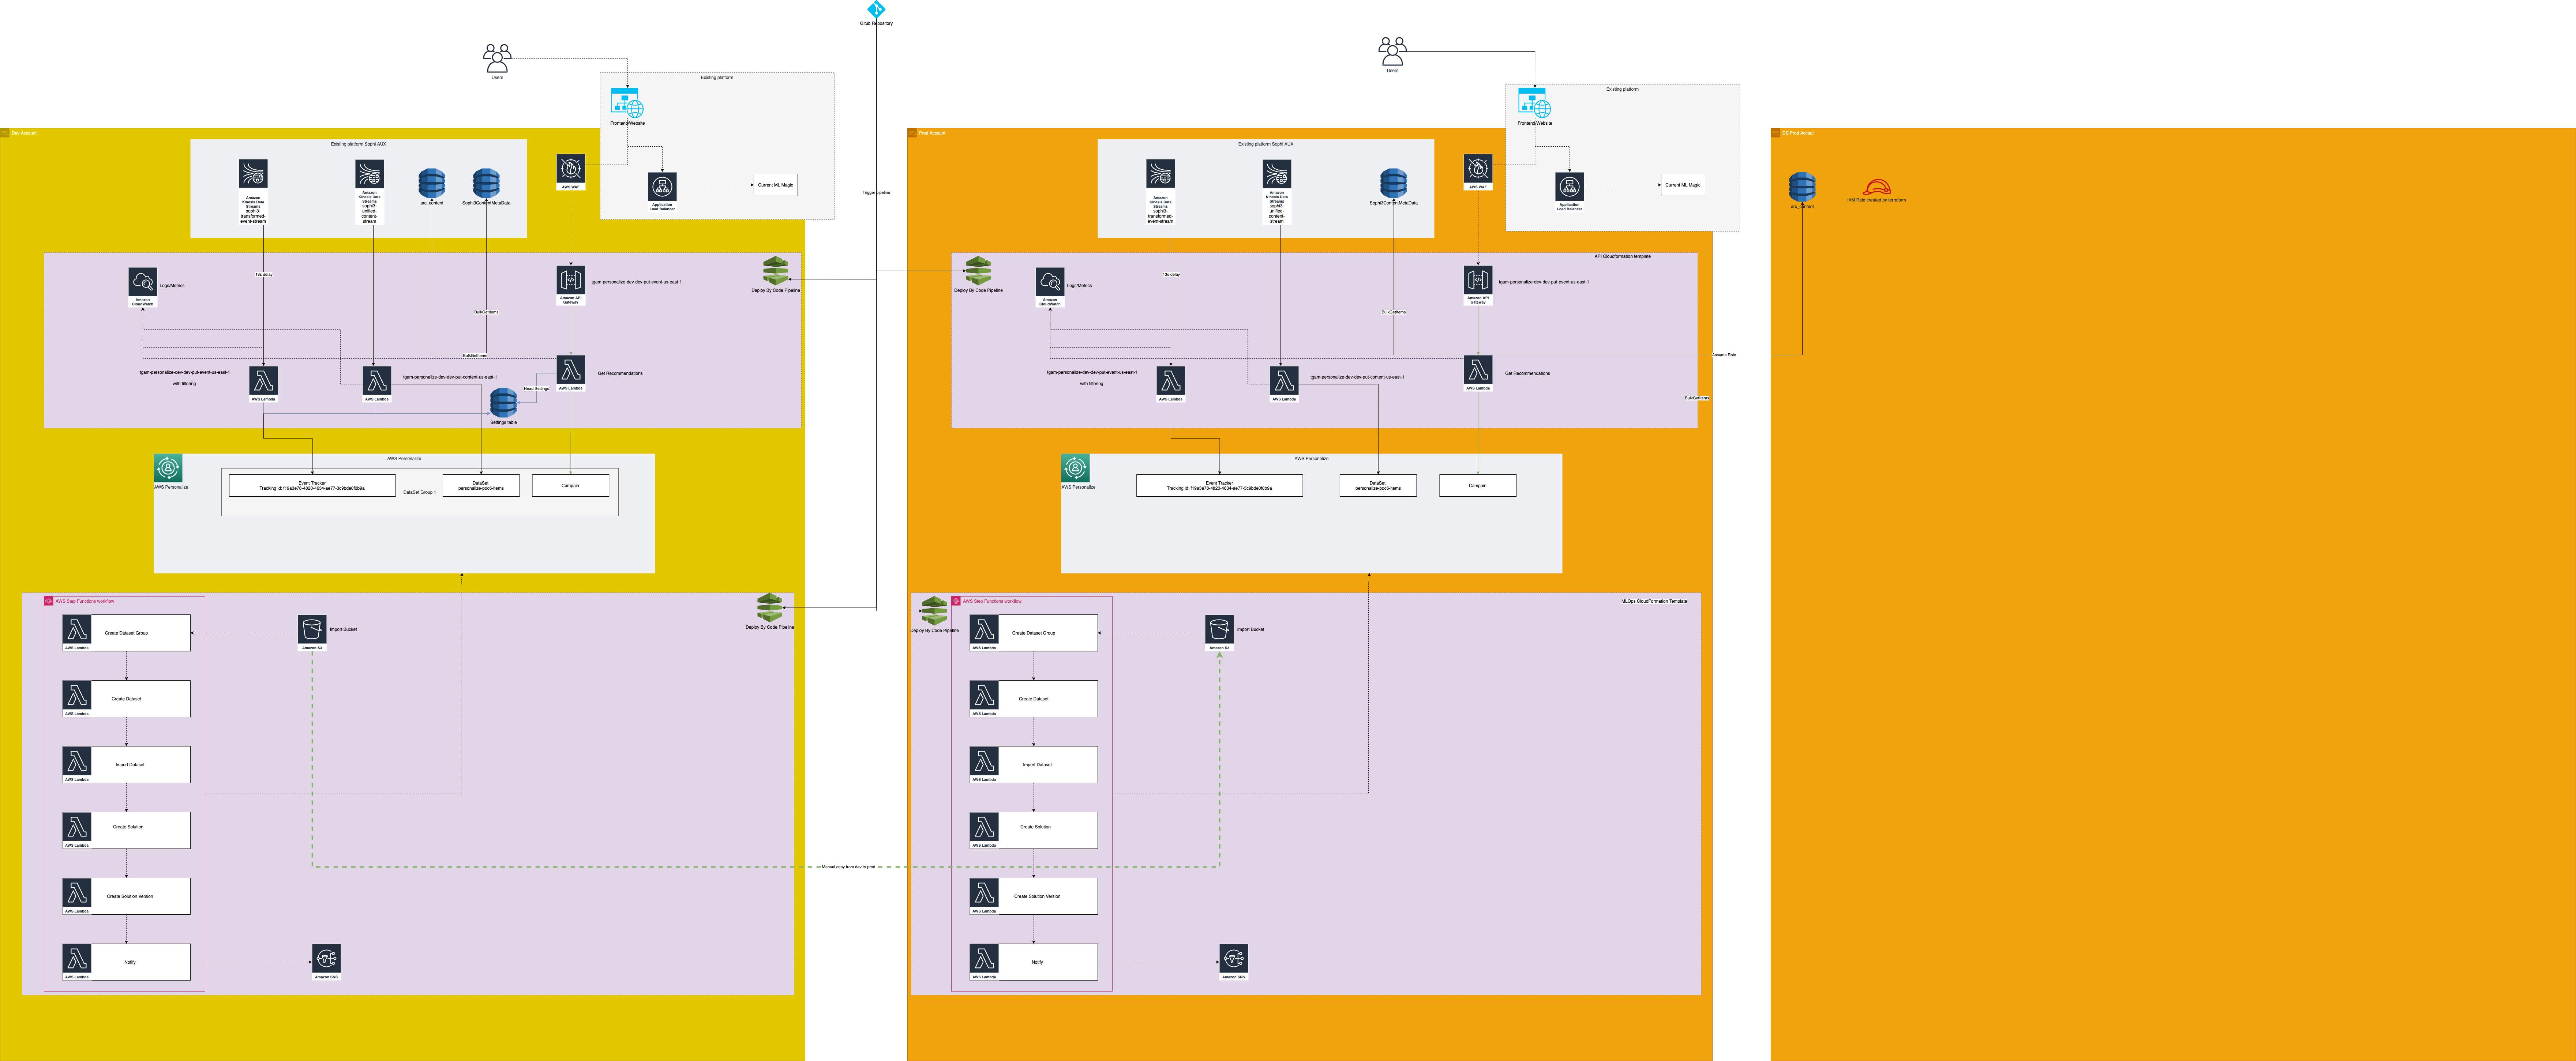 Gitub Repository
Users
Existing platform
Frontend/Website
Dev Account
Existing platform Sophi AUX
Amazon
Kinesis Data
Streams
sophi3-
transformed-
event-stream
Amazon
Kinesis Data
Streams
sophi3-
unified-
content-
stream
arc_content
Sophi3ContentMetaData
AWS WAF
Application
Load Balancer
Current ML Magic
Trigger pipeline
13s delay
Amazon
CloudWatch
Logs/Metrics
Amazon API
Gateway
tgam-personalize-dev-dev-put-event-us-east-1
Deploy By Code Pipeline
BulkGetItems
BulkGetItems
tgam-personalize-dev-dev-put-event-us-east-1
with filtering
AWS Lambda
AWS Lambda
tgam-personalize-dev-dev-put-content-us-east-1
Read Settings
AWS Lambda
Get Recommendations
Settings table
AWS Personalize
AWS Personalize
Event Tracker
Tracking id: f19a3e78-4820-4634-ae77-3c9bde0f0b9a
DataSet Group 1
DataSet
personalize-poc6-items
Campain
AWS Step Functions workflow
AWS Lambda
Create Dataset Group
Amazon S3
Import Bucket
Deploy By Code Pipeline
AWS Lambda
Create Dataset
AWS Lambda
Import Dataset
AWS Lambda
Create Solution
AWS Lambda
Create Solution Version
AWS Lambda
Notify
Amazon SNS
Manual copy from dev to prod
Users
Existing platform
Frontend/Website
Prod Account
Existing platform Sophi AUX
Amazon
Kinesis Data
Streams
sophi3-
transformed-
event-stream
Amazon
Kinesis Data
Streams
sophi3-
unified-
content-
stream
Sophi3ContentMetaData
AWS WAF
Application
Load Balancer
Current ML Magic
API Cloudformation template
Deploy By Code Pipeline
Amazon
CloudWatch
Logs/Metrics
13s delay
Amazon API
Gateway
tgam-personalize-dev-dev-put-event-us-east-1
BulkGetItems
Assume Role
tgam-personalize-dev-dev-put-event-us-east-1
with filtering
AWS Lambda
AWS Lambda
tgam-personalize-dev-dev-put-content-us-east-1
AWS Lambda
Get Recommendations
BulkGetItems
AWS Personalize
AWS Personalize
Event Tracker
Tracking id: f19a3e78-4820-4634-ae77-3c9bde0f0b9a
DataSet
personalize-poc6-items
Campain
AWS Step Functions workflow
MLOps CloudFormation Template
Deploy By Code Pipeline
AWS Lambda
Create Dataset Group
Amazon S3
Import Bucket
AWS Lambda
Create Dataset
AWS Lambda
Import Dataset
AWS Lambda
Create Solution
AWS Lambda
Create Solution Version
AWS Lambda
Notify
Amazon SNS
DS Prod Accout
arc_content
IAM Role created by terraform